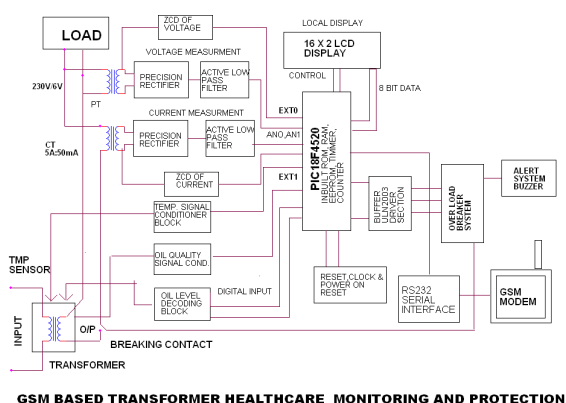 LOAD
ZCD OF
VOLTAGE
LOCAL DISPLAY
16 X 2 LCD
DISPLAY
VOLTAGE MEASURMENT
230V/6V
PT
PRECISION
RECTIFIER
ACTIVE LOW
PASS
FILTER
CONTROL
8 BIT DATA
EXT0
CURRENT MEASURMENT
CT
5A:50mA
PRECISION
RECTIFIER
ACTIVE LOW
PASS
FILTER
ANO,AN1
PIC18F4520
INBUILT ROM, RAM,
EEPROM, TIMMER,
COUNTER
ZCD OF
CURRENT
EXT1
TEMP. SIGNAL
CONDITIONER
BLOCK
BUFFER
ULN2003
DRIVER
SECTION
OVER LOAD
BREAKER
SYSTEM
ALERT
SYSTEM
BUZZER
TMP
SENSOR
OIL QUALITY
SIGNAL COND.
OIL LEVEL
DECODING
BLOCK
DIGITAL INPUT
RESET,CLOCK &
POWER ON
RESET
RS232
SERIAL
INTERFACE
GSM
MODEM
INPUT
O/P
BREAKING CONTACT
TRANSFORMER
GSM BASED TRANSFORMER HEALTHCARE MONITORING AND PROTECTION